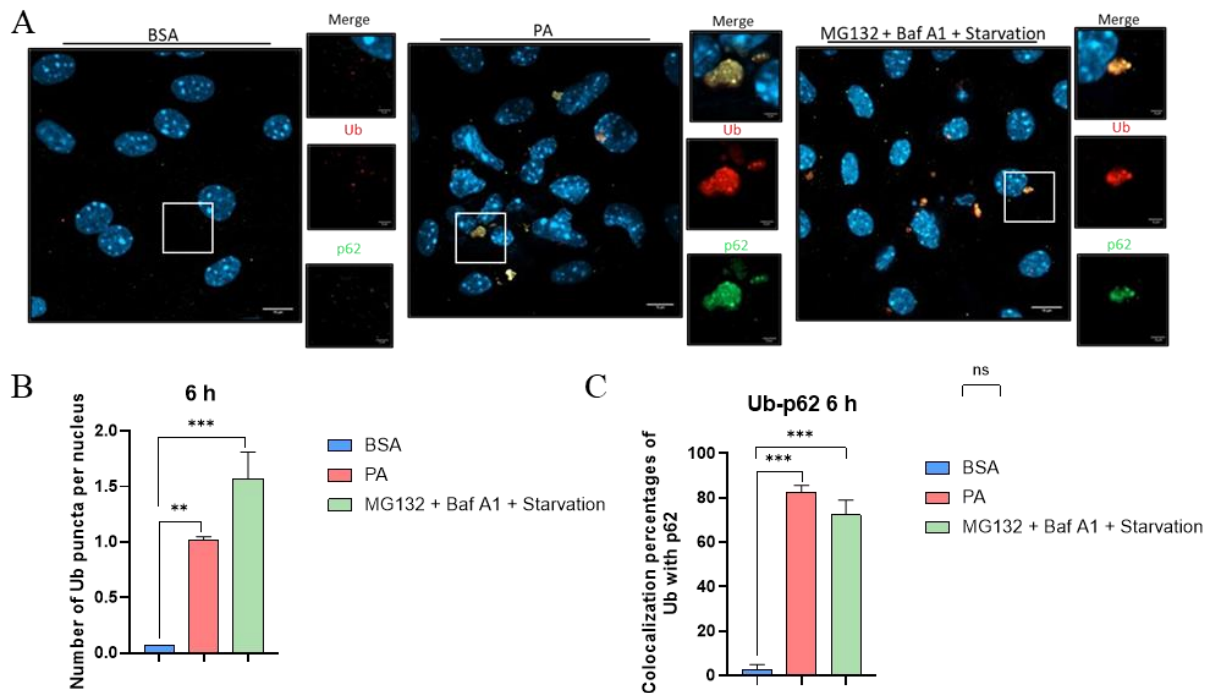 A
BSA
Merge
Ub
p62
PA
Merge
Ub
p62
MG132 + Baf A1 + Starvation
Merge
Ub
p62
B
6 h
Number of Ub puncta per nucleus
2.0
1.5
1.0
0.5
0.0
**
***
BSA
PA
MG132 + Baf A1 + Starvation
C
ns
Ub-p62 6 h
Colocalization percentages of
Ub with p62
100
80
60
40
20
0
***
***
BSA
PA
MG132 + Baf A1 + Starvation